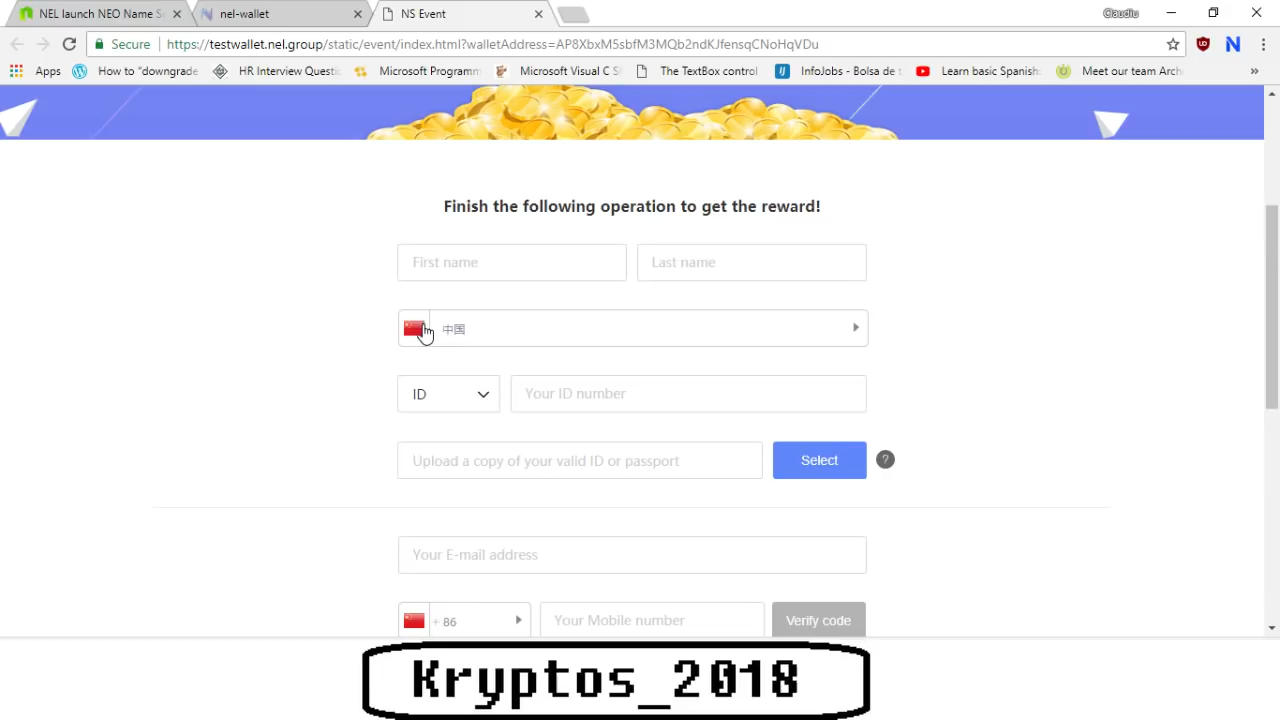 NEL launch NEO Name S
nel-wallet
NS Event
Claudiu
Secure
https://testwallet.nel.group/static/event/index.html?walletAddress=AP8XbxM5sbfM3MQb2ndKJfensqCNoHqVDu
Apps
How to "downgrade
HR Interview Questi
Microsoft Programm
Microsoft Visual C S
The TextBox control
InfoJobs - Bolsa de t
Learn basic Spanish
Meet our team Arch
Finish the following operation to get the reward!
First name
Last name
中国
ID
Your ID number
Upload a copy of your valid ID or passport
Select
?
Your E-mail address
+ 86
Your Mobile number
Verify code
Kryptos_2018